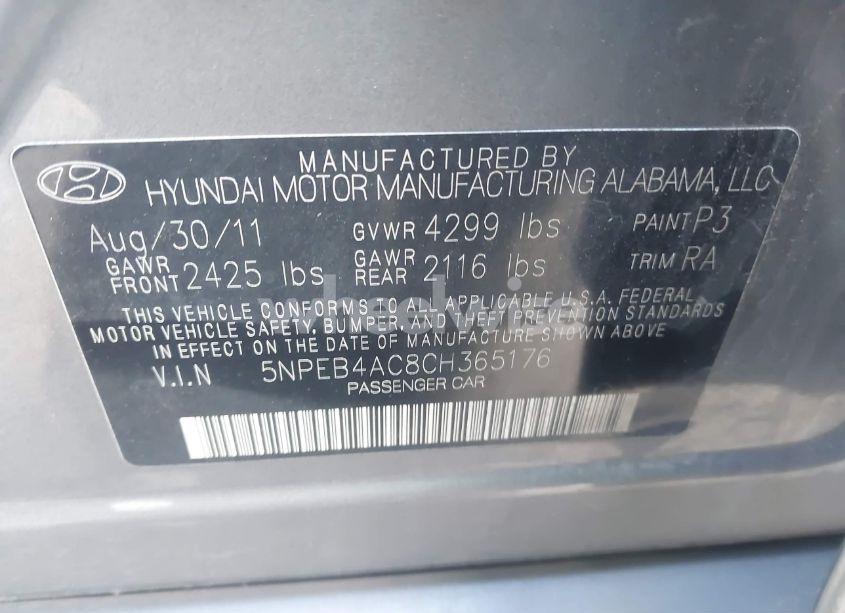 MANUFACTURED BY
HYUNDAI MOTOR MANUFACTURING ALABAMA, LLC
Aug/30/11 GVWR 4299 lbs PAINT P3
GAWR FRONT 2425 lbs GAWR REAR 2116 lbs TRIM RA
THIS VEHICLE CONFORMS TO ALL APPLICABLE U.S.A. FEDERAL
MOTOR VEHICLE SAFETY, BUMPER, AND THEFT PREVENTION STANDARDS
IN EFFECT ON THE DATE OF MANUFACTURE SHOWN ABOVE
V.I.N 5NPEB4AC8CH365176
PASSENGER CAR